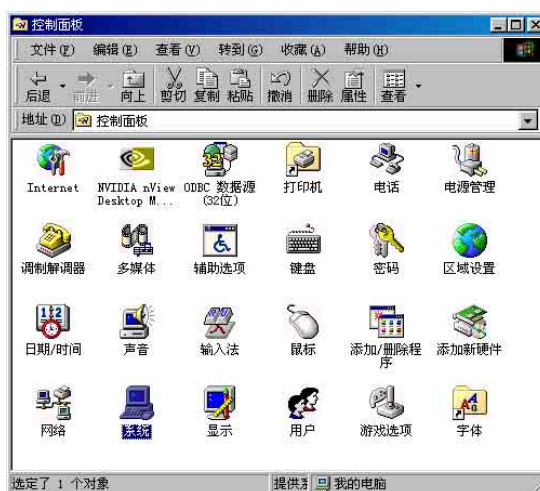 控制面板
文件(F) 编辑(E) 查看(V) 转到(G) 收藏(A) 帮助(H)
后退 前进 向上 剪切 复制 粘贴 撤消 删除 属性 查看
地址(D) 控制面板
Internet NVIDIA nView Desktop M... ODBC 数据源 (32位) 打印机 电话 电源管理
调制解调器 多媒体 辅助选项 键盘 密码 区域设置
日期/时间 声音 输入法 鼠标 添加/删除程序 添加新硬件
网络 系统 显示 用户 游戏选项 字体
选定了 1 个对象 提供系 我的电脑